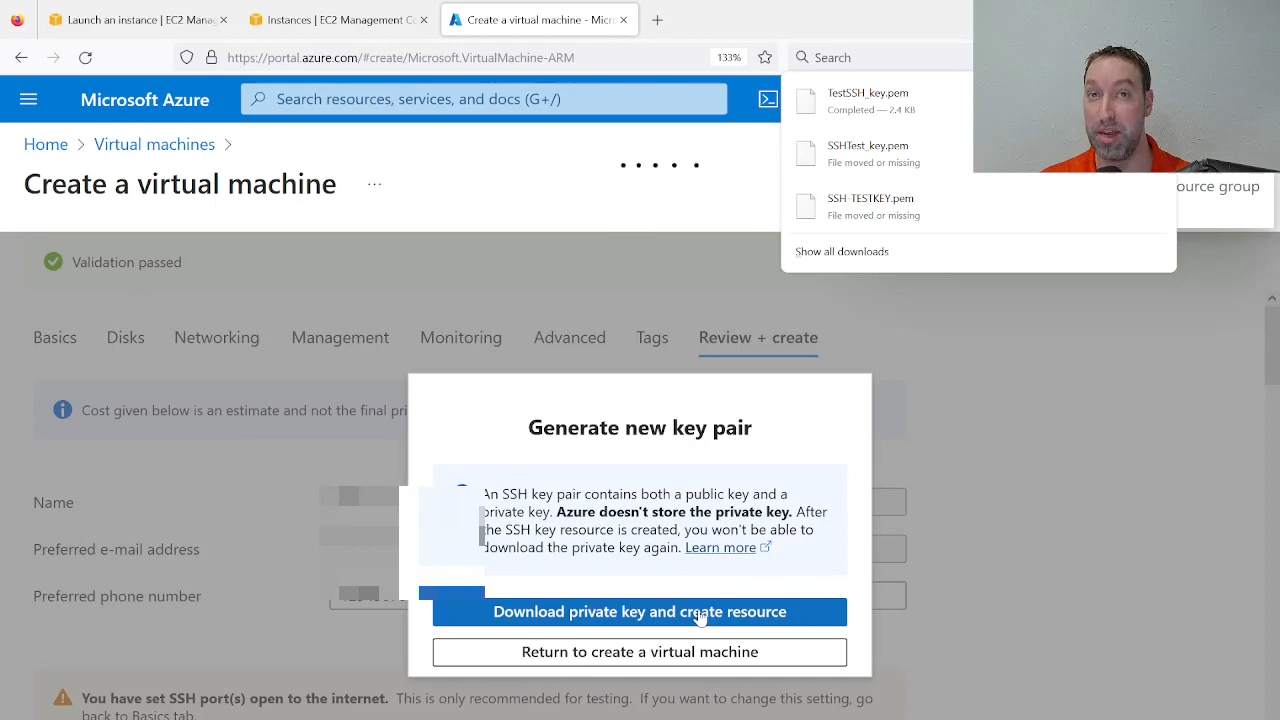 Launch an instance | EC2 Manag
Instances | EC2 Management Co
Create a virtual machine - Micro
https://portal.azure.com/#create/Microsoft.VirtualMachine-ARM
133%
Search
Microsoft Azure
Search resources, services, and docs (G+/)
TestSSH_key.pem
Completed — 2.4 KB
SSHTest_key.pem
File moved or missing
SSH-TESTKEY.pem
File moved or missing
Show all downloads
Home > Virtual machines >
Create a virtual machine ...
ource group
Validation passed
Basics Disks Networking Management Monitoring Advanced Tags Review + create
Cost given below is an estimate and not the final pri
Generate new key pair
An SSH key pair contains both a public key and a
private key. Azure doesn't store the private key. After
the SSH key resource is created, you won't be able to
download the private key again. Learn more
Name
Preferred e-mail address
Preferred phone number
Download private key and create resource
Return to create a virtual machine
You have set SSH port(s) open to the internet. This is only recommended for testing. If you want to change this setting, go
back to Basics tab.